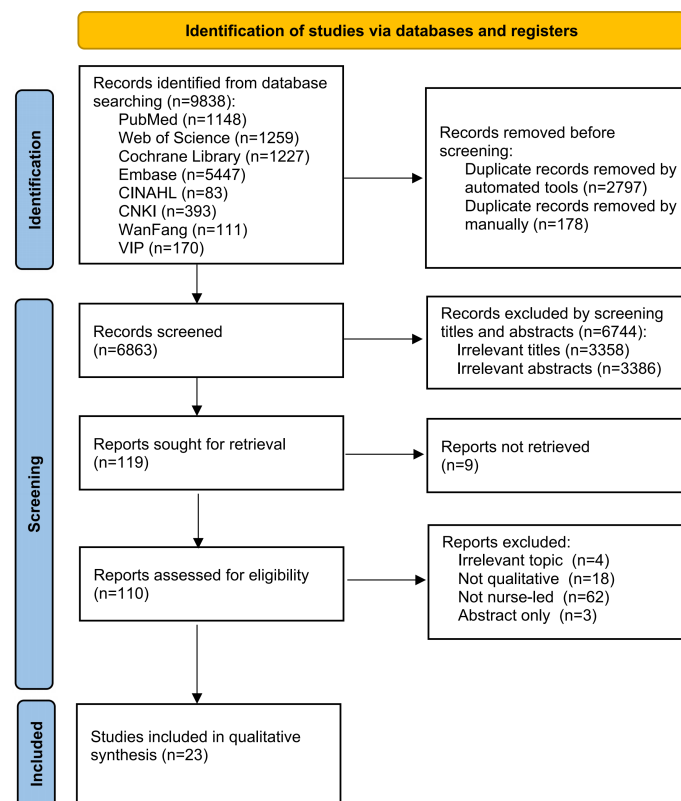 Identification of studies via databases and registers
Identification
Records identified from database
searching (n=9838):
PubMed (n=1148)
Web of Science (n=1259)
Cochrane Library (n=1227)
Embase (n=5447)
CINAHL (n=83)
CNKI (n=393)
WanFang (n=111)
VIP (n=170)
Records removed before
screening:
Duplicate records removed by
automated tools (n=2797)
Duplicate records removed by
manually (n=178)
Screening
Records screened
(n=6863)
Records excluded by screening
titles and abstracts (n=6744):
Irrelevant titles (n=3358)
Irrelevant abstracts (n=3386)
Reports sought for retrieval
(n=119)
Reports not retrieved
(n=9)
Reports assessed for eligibility
(n=110)
Reports excluded:
Irrelevant topic (n=4)
Not qualitative (n=18)
Not nurse-led (n=62)
Abstract only (n=3)
Included
Studies included in qualitative
synthesis (n=23)